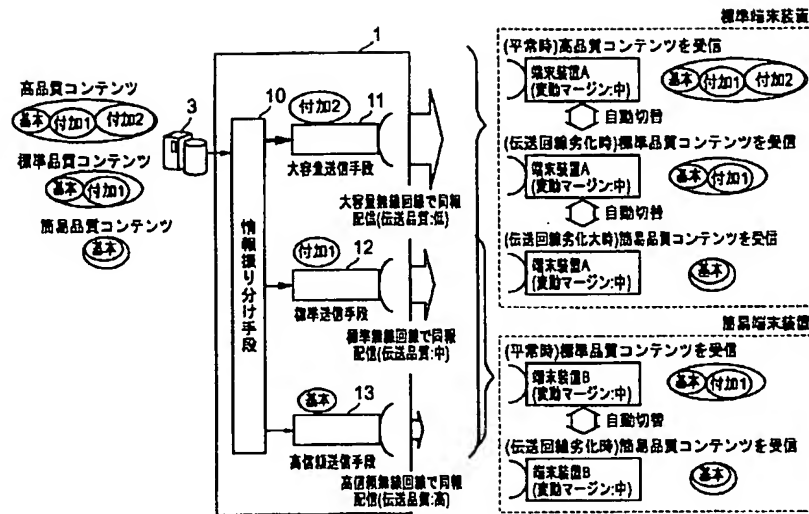 高品質コンテンツ
基本 付加1 付加2
標準品質コンテンツ
基本 付加1
簡易品質コンテンツ
基本
3
1
10
情報振り分け手段
付加2
11
大容量送信手段
大容量無線回線で同報
配信(伝送品質:低)
付加1
12
標準送信手段
標準無線回線で同報
配信(伝送品質:中)
基本
13
高信頼送信手段
高信頼無線回線で同報
配信(伝送品質:高)
標準端末装置
(平常時)高品質コンテンツを受信
端末装置A
(変動マージン:中)
基本 付加1 付加2
自動切替
(伝送回線劣化時)標準品質コンテンツを受信
端末装置A
(変動マージン:中)
基本 付加1
自動切替
(伝送回線劣化大時)簡易品質コンテンツを受信
端末装置A
(変動マージン:中)
基本
簡易端末装置
(平常時)標準品質コンテンツを受信
端末装置B
(変動マージン:中)
基本 付加1
自動切替
(伝送回線劣化時)簡易品質コンテンツを受信
端末装置B
(変動マージン:中)
基本